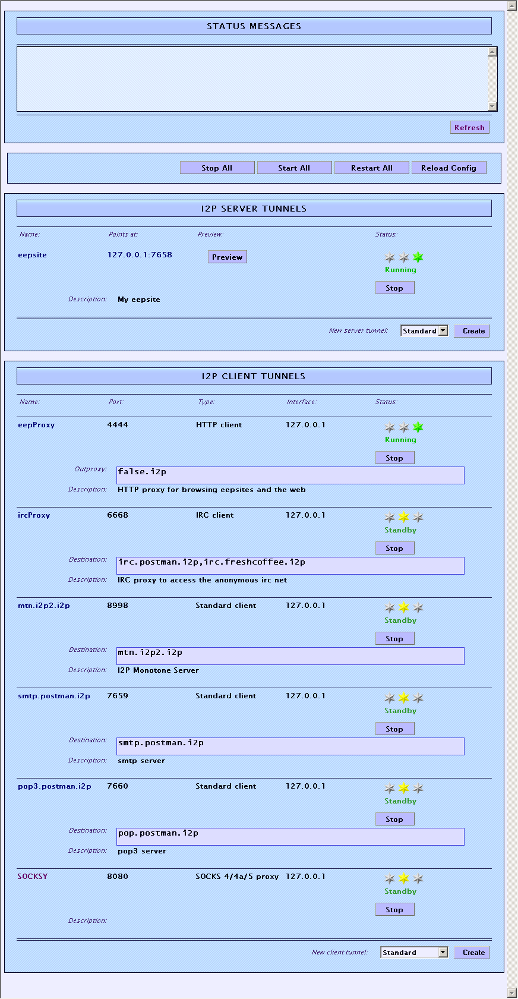 STATUS MESSAGES
Refresh
Stop All Start All Restart All Reload Config
I2P SERVER TUNNELS
Name: Points at: Preview: Status:
eepsite 127.0.0.1:7658 Preview
Running
Stop
Description: My eepsite
New server tunnel: Standard Create
I2P CLIENT TUNNELS
Name: Port: Type: Interface: Status:
eepProxy 4444 HTTP client 127.0.0.1
Running
Stop
Outproxy: false.i2p
Description: HTTP proxy for browsing eepsites and the web
ircProxy 6668 IRC client 127.0.0.1
Standby
Stop
Destination: irc.postman.i2p,irc.freshcoffee.i2p
Description: IRC proxy to access the anonymous irc net
mtn.i2p2.i2p 8998 Standard client 127.0.0.1
Standby
Stop
Destination: mtn.i2p2.i2p
Description: I2P Monotone Server
smtp.postman.i2p 7659 Standard client 127.0.0.1
Standby
Stop
Destination: smtp.postman.i2p
Description: smtp server
pop3.postman.i2p 7660 Standard client 127.0.0.1
Standby
Stop
Destination: pop.postman.i2p
Description: pop3 server
SOCKSY 8080 SOCKS 4/4a/5 proxy 127.0.0.1
Standby
Stop
Description:
New client tunnel: Standard Create